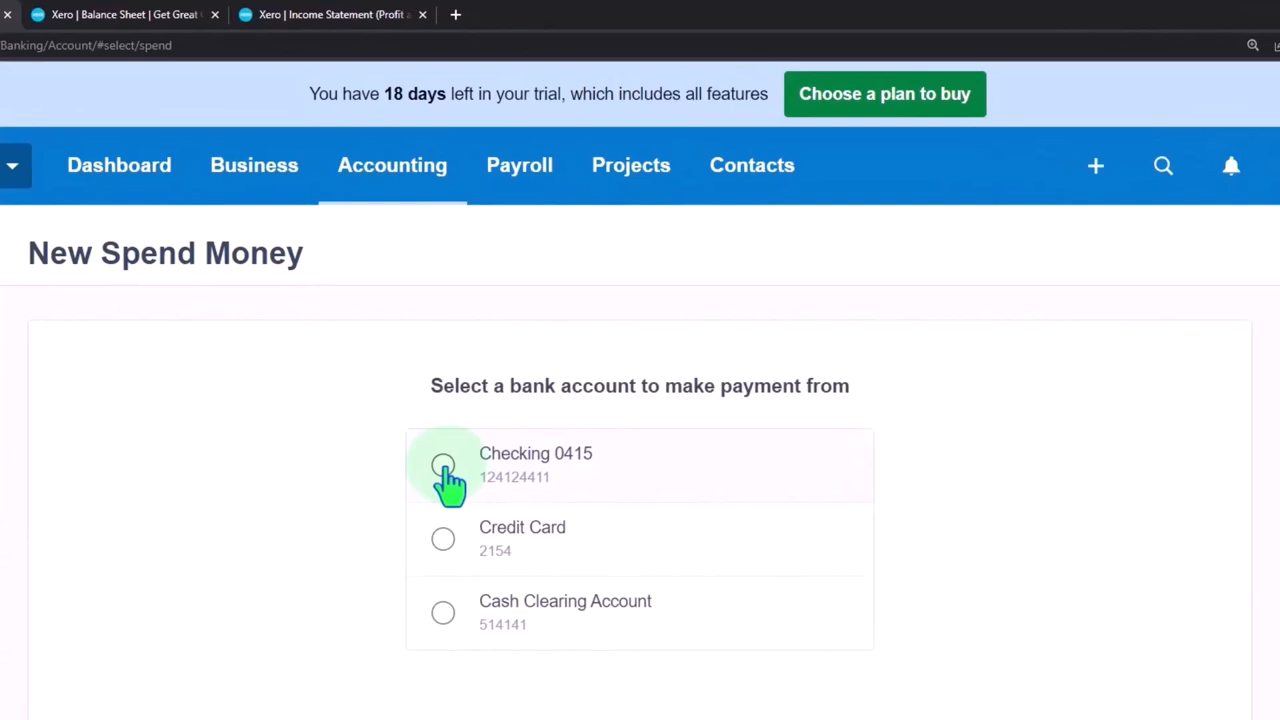 Xero | Balance Sheet | Get Great
Xero | Income Statement (Profit a
Banking/Account/#select/spend
You have 18 days left in your trial, which includes all features
Choose a plan to buy
Dashboard Business Accounting Payroll Projects Contacts
New Spend Money
Select a bank account to make payment from
Checking 0415
124124411
Credit Card
2154
Cash Clearing Account
514141